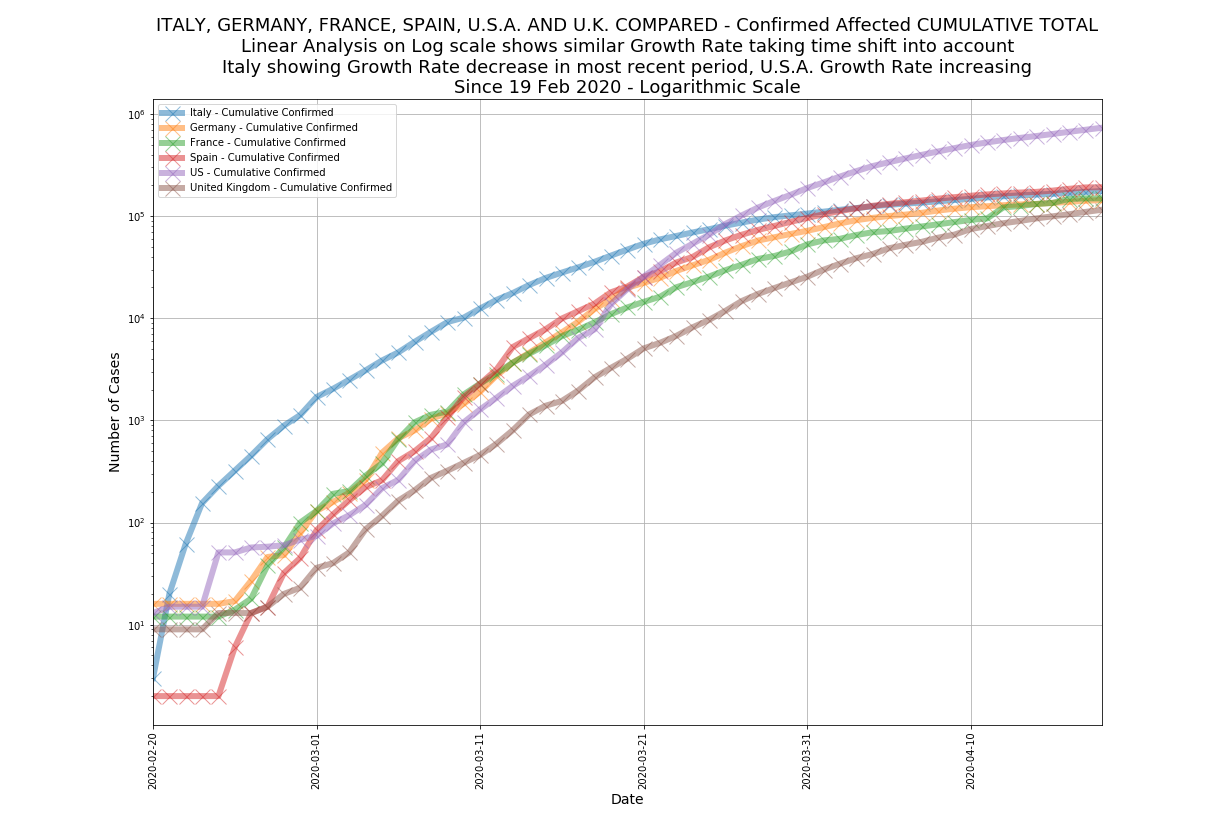 ITALY, GERMANY, FRANCE, SPAIN, U.S.A. AND U.K. COMPARED - Confirmed Affected CUMULATIVE TOTAL
Linear Analysis on Log scale shows similar Growth Rate taking time shift into account
Italy showing Growth Rate decrease in most recent period, U.S.A. Growth Rate increasing
Since 19 Feb 2020 - Logarithmic Scale
Italy - Cumulative Confirmed
Germany - Cumulative Confirmed
France - Cumulative Confirmed
Spain - Cumulative Confirmed
US - Cumulative Confirmed
United Kingdom - Cumulative Confirmed
Number of Cases
10⁶
10⁵
10⁴
10³
10²
10¹
2020-02-20
2020-03-01
2020-03-11
2020-03-21
2020-03-31
2020-04-10
Date